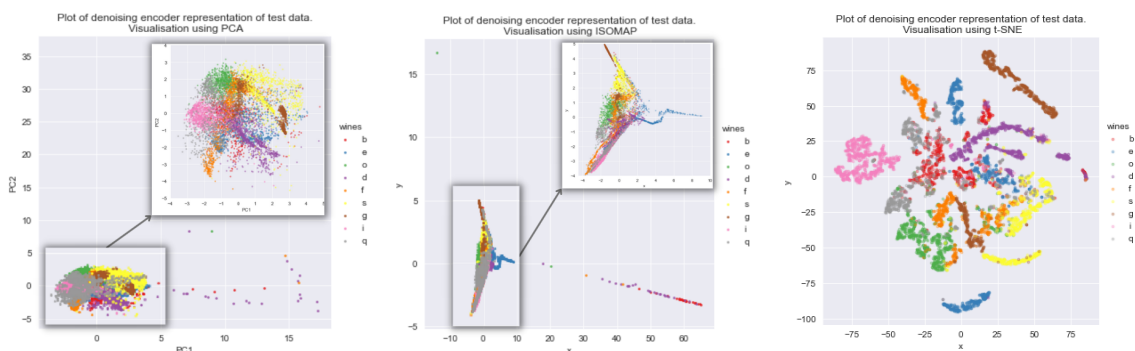 Plot of denoising encoder representation of test data.
Visualisation using PCA
35
30
25
20
15
10
5
0
-5
PC2
0
5
10
15
PC1
PC1
PC2
wines
b
e
o
d
f
s
g
i
q
Plot of denoising encoder representation of test data.
Visualisation using ISOMAP
15
10
5
0
-5
y
-10
0
10
20
30
40
50
60
wines
b
e
o
d
f
s
g
i
q
Plot of denoising encoder representation of test data.
Visualisation using t-SNE
75
50
25
0
-25
-50
-75
-100
y
-75
-50
-25
0
25
50
75
x
wines
b
e
o
d
f
s
g
i
q